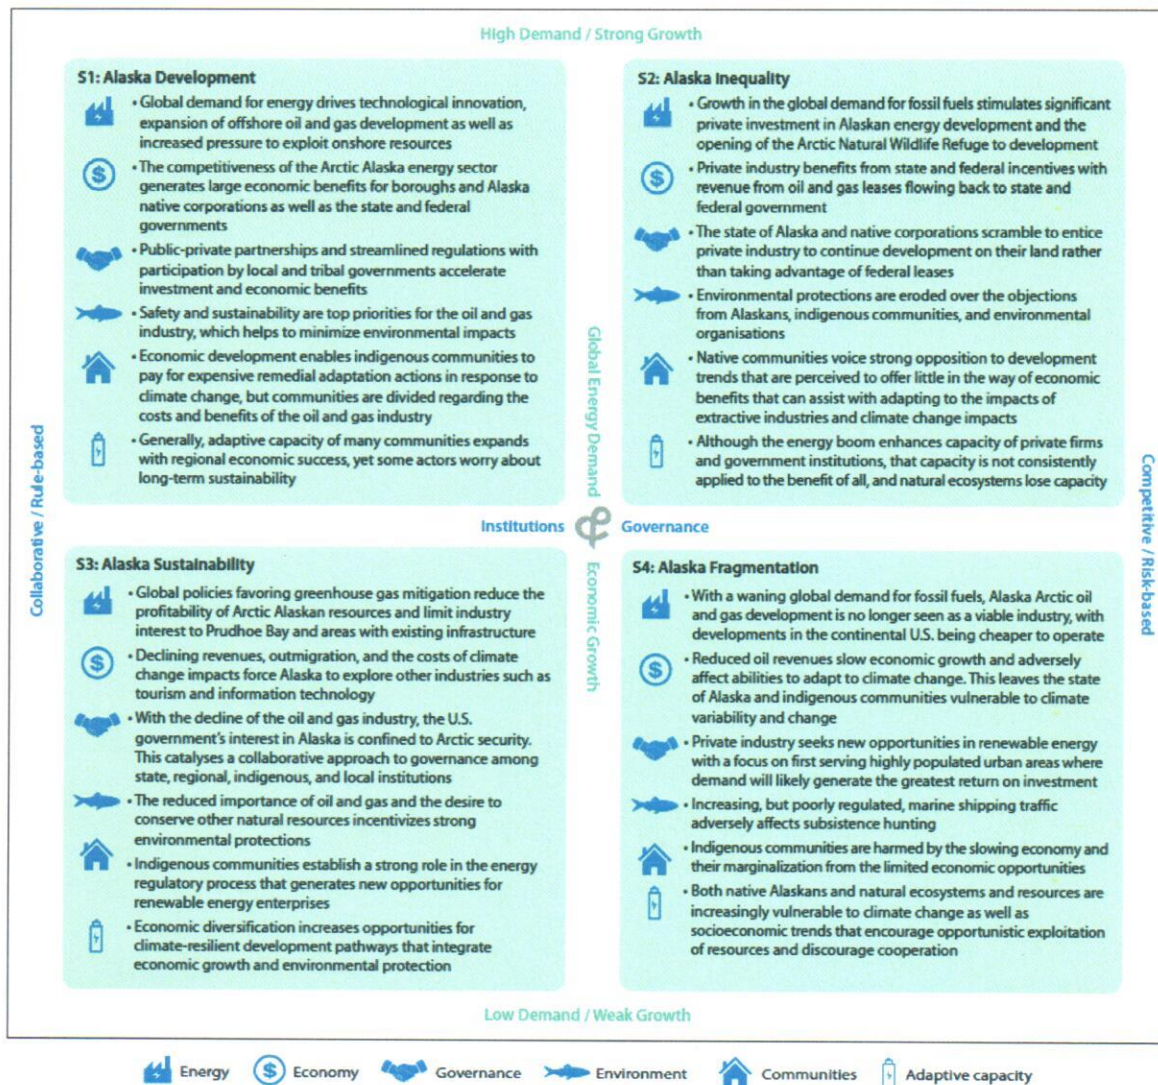 High Demand / Strong Growth
S1: Alaska Development
• Global demand for energy drives technological innovation,
expansion of offshore oil and gas development as well as
increased pressure to exploit onshore resources
• The competitiveness of the Arctic Alaska energy sector
generates large economic benefits for boroughs and Alaska
native corporations as well as the state and federal
governments
• Public-private partnerships and streamlined regulations with
participation by local and tribal governments accelerate
investment and economic benefits
• Safety and sustainability are top priorities for the oil and gas
industry, which helps to minimize environmental impacts
• Economic development enables indigenous communities to
pay for expensive remedial adaptation actions in response to
climate change, but communities are divided regarding the
costs and benefits of the oil and gas industry
• Generally, adaptive capacity of many communities expands
with regional economic success, yet some actors worry about
long-term sustainability
S2: Alaska Inequality
• Growth in the global demand for fossil fuels stimulates significant
private investment in Alaskan energy development and the
opening of the Arctic Natural Wildlife Refuge to development
• Private industry benefits from state and federal incentives with
revenue from oil and gas leases flowing back to state and
federal government
• The state of Alaska and native corporations scramble to entice
private industry to continue development on their land rather
than taking advantage of federal leases
• Environmental protections are eroded over the objections
from Alaskans, indigenous communities, and environmental
organisations
• Native communities voice strong opposition to development
trends that are perceived to offer little in the way of economic
benefits that can assist with adapting to the impacts of
extractive industries and climate change impacts
• Although the energy boom enhances capacity of private firms
and government institutions, that capacity is not consistently
applied to the benefit of all, and natural ecosystems lose capacity
Global Energy Demand
Collaborative / Rule-based
Institutions & Governance
Competitive / Risk-based
Economic Growth
S3: Alaska Sustainability
• Global policies favoring greenhouse gas mitigation reduce the
profitability of Arctic Alaskan resources and limit industry
interest to Prudhoe Bay and areas with existing infrastructure
• Declining revenues, outmigration, and the costs of climate
change impacts force Alaska to explore other industries such as
tourism and information technology
• With the decline of the oil and gas industry, the U.S.
government's interest in Alaska is confined to Arctic security.
This catalyses a collaborative approach to governance among
state, regional, indigenous, and local institutions
• The reduced importance of oil and gas and the desire to
conserve other natural resources incentivizes strong
environmental protections
• Indigenous communities establish a strong role in the energy
regulatory process that generates new opportunities for
renewable energy enterprises
• Economic diversification increases opportunities for
climate-resilient development pathways that integrate
economic growth and environmental protection
S4: Alaska Fragmentation
• With a waning global demand for fossil fuels, Alaska Arctic oil
and gas development is no longer seen as a viable industry, with
developments in the continental U.S. being cheaper to operate
• Reduced oil revenues slow economic growth and adversely
affect abilities to adapt to climate change. This leaves the state
of Alaska and indigenous communities vulnerable to climate
variability and change
• Private industry seeks new opportunities in renewable energy
with a focus on first serving highly populated urban areas where
demand will likely generate the greatest return on investment
• Increasing, but poorly regulated, marine shipping traffic
adversely affects subsistence hunting
• Indigenous communities are harmed by the slowing economy and
their marginalization from the limited economic opportunities
• Both native Alaskans and natural ecosystems and resources are
increasingly vulnerable to climate change as well as
socioeconomic trends that encourage opportunistic exploitation
of resources and discourage cooperation
Low Demand / Weak Growth
$ Energy Economy Governance Environment Communities Adaptive capacity